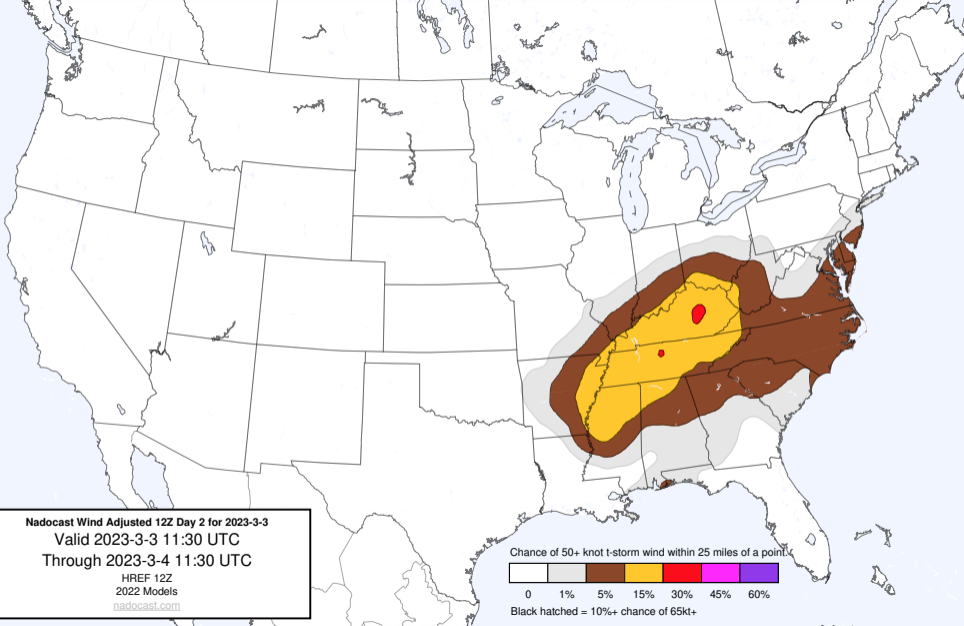 Nadocast Wind Adjusted 12Z Day 2 for 2023-3-3
Valid 2023-3-3 11:30 UTC
Through 2023-3-4 11:30 UTC
HREF 12Z
2022 Models
nadocast.com
Chance of 50+ knot t-storm wind within 25 miles of a point.
0 1% 5% 15% 30% 45% 60%
Black hatched = 10%+ chance of 65kt+